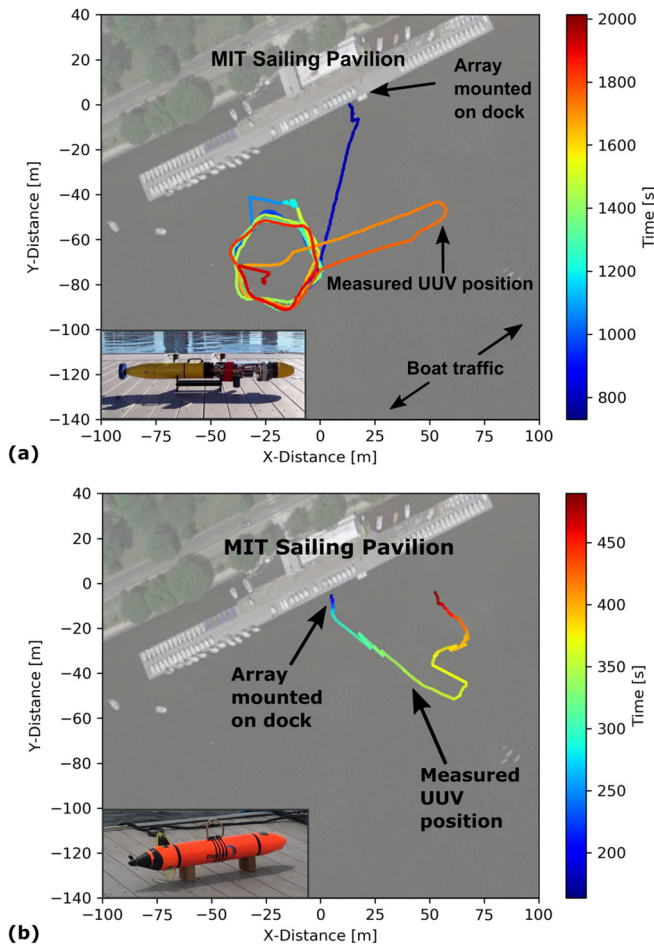 40
20
0
−20
−40
−60
−80
−100
−120
−140
Y-Distance [m]
MIT Sailing Pavilion
Array
mounted
on dock
Measured UUV position
Boat traffic
−100
−75
−50
−25
0
25
50
75
100
X-Distance [m]
(a)
2000
1800
1600
1400
1200
1000
800
Time [s]
40
20
0
−20
−40
−60
−80
−100
−120
−140
Y-Distance [m]
MIT Sailing Pavilion
Array
mounted
on dock
Measured
UUV
position
−100
−75
−50
−25
0
25
50
75
100
X-Distance [m]
(b)
450
400
350
300
250
200
Time [s]